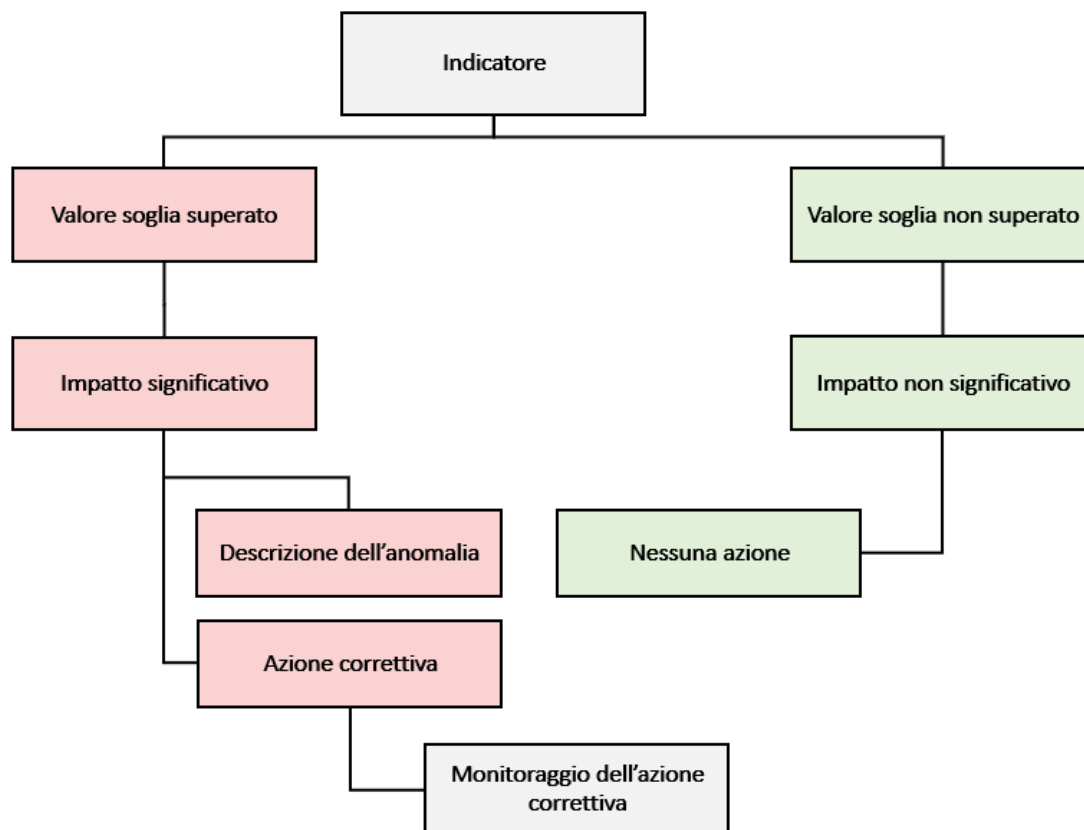 Indicatore
Valore soglia superato
Valore soglia non superato
Impatto significativo
Impatto non significativo
Descrizione dell’anomalia
Nessuna azione
Azione correttiva
Monitoraggio dell’azione
correttiva